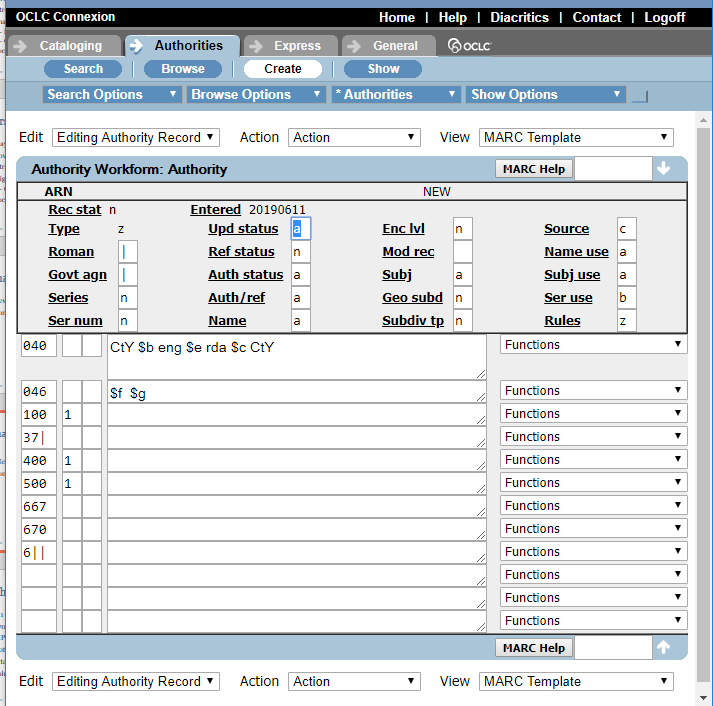 OCLC Connexion
Home | Help | Diacritics | Contact | Logoff
Cataloging Authorities Express General OCLC
Search Browse Create Show
Search Options Browse Options * Authorities Show Options
Edit Editing Authority Record Action Action View MARC Template
Authority Workform: Authority MARC Help
ARN NEW
Rec stat n Entered 20190611
Type z Upd status a Enc lvl n Source c
Roman | Ref status n Mod rec Name use a
Govt agn | Auth status a Subj a Subj use a
Series n Auth/ref a Geo subd n Ser use b
Ser num n Name a Subdiv tp n Rules z
040 CtY $b eng $e rda $c CtY Functions
046 $f $g Functions
100 1 Functions
37| Functions
400 1 Functions
500 1 Functions
667 Functions
670 Functions
6|| Functions
Functions
Functions
Functions
MARC Help
Edit Editing Authority Record Action Action View MARC Template